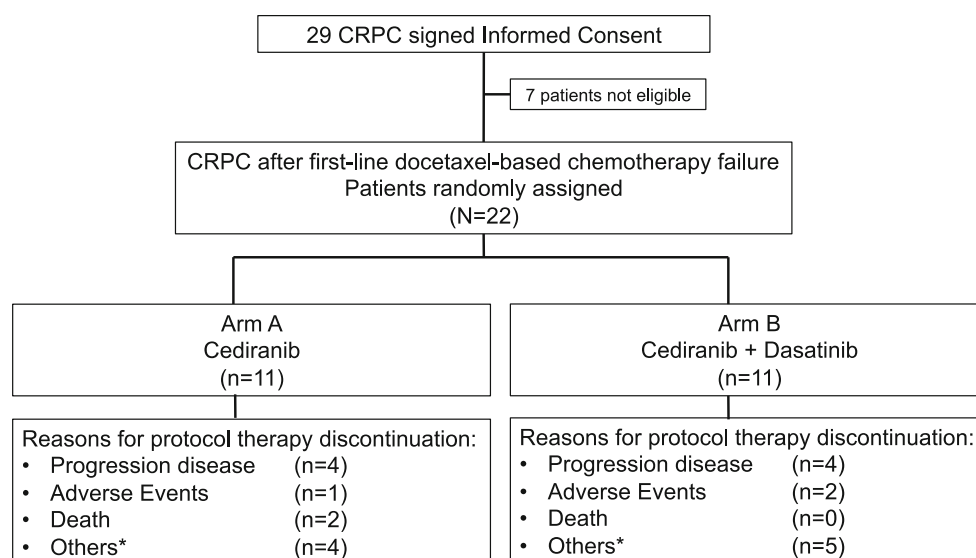 29 CRPC signed Informed Consent
7 patients not eligible
CRPC after first-line docetaxel-based chemotherapy failure
Patients randomly assigned
(N=22)
Arm A
Cediranib
(n=11)
Arm B
Cediranib + Dasatinib
(n=11)
Reasons for protocol therapy discontinuation:
• Progression disease (n=4)
• Adverse Events (n=1)
• Death (n=2)
• Others* (n=4)
Reasons for protocol therapy discontinuation:
• Progression disease (n=4)
• Adverse Events (n=2)
• Death (n=0)
• Others* (n=5)